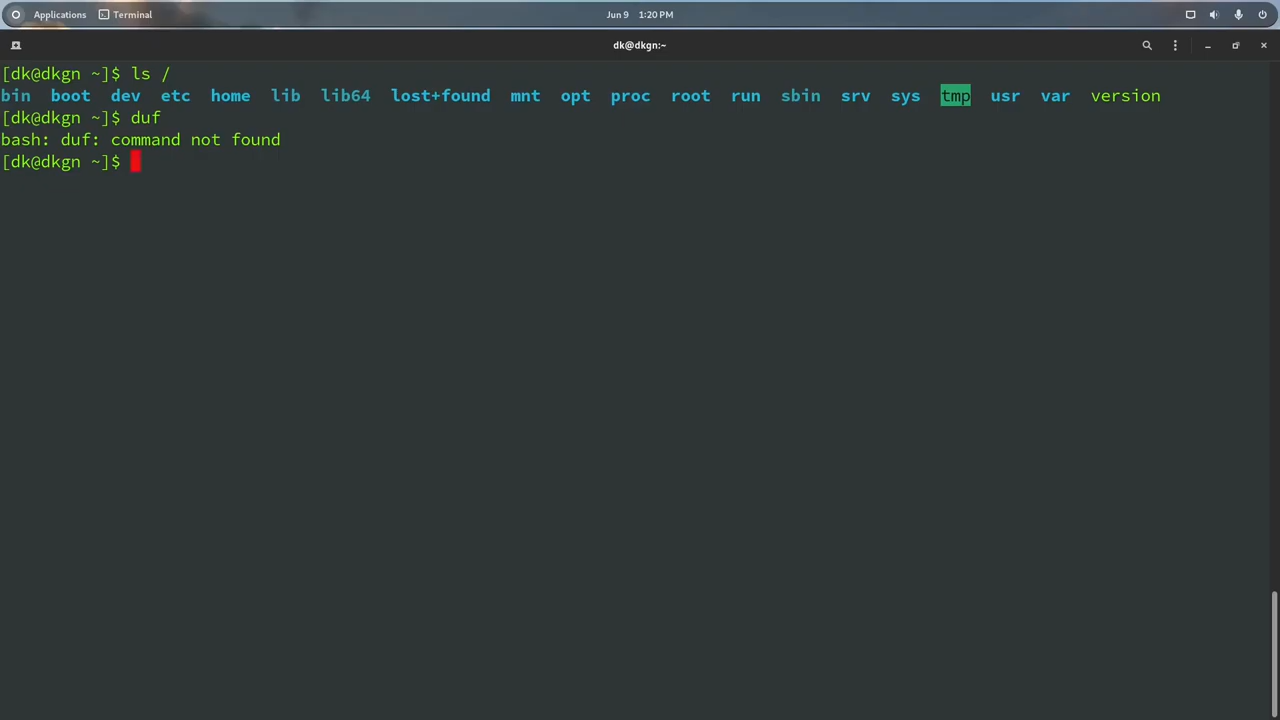 Applications Terminal Jun 9 1:20 PM
dk@dkgn:~
[dk@dkgn ~]$ ls /
bin boot dev etc home lib lib64 lost+found mnt opt proc root run sbin srv sys tmp usr var version
[dk@dkgn ~]$ duf
bash: duf: command not found
[dk@dkgn ~]$